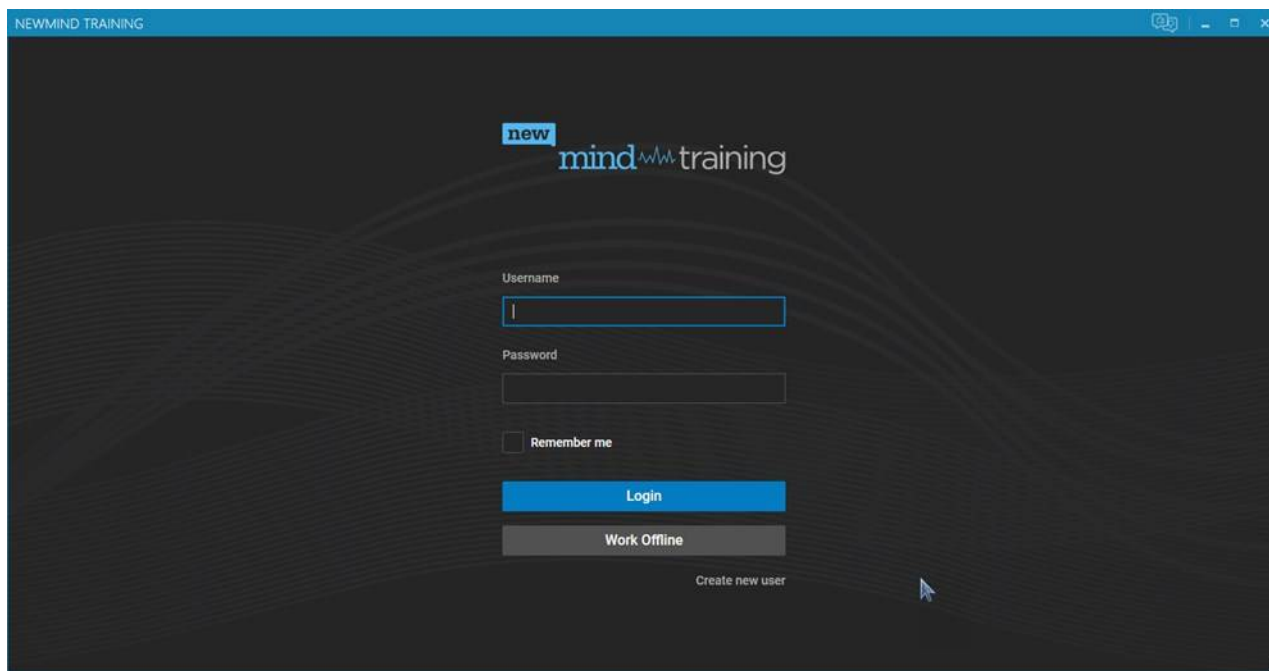 NEWMIND TRAINING
new
mind training
Username
Password
Remember me
Login
Work Offline
Create new user